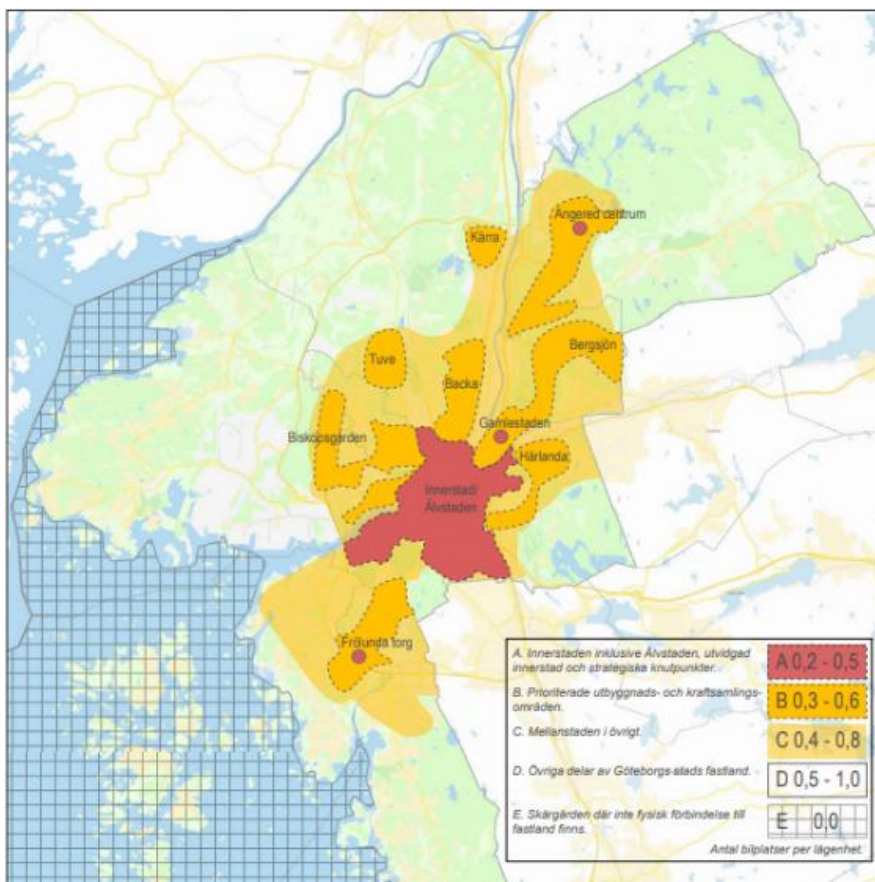 Angered centrum
Kärra
Bergsjön
Tuve
Backa
Gamlestaden
Biskopsgården
Härlanda
Innerstad/
Älvstaden
Frölunda torg
A. Innerstaden inklusive Älvstaden, utvidgad
innerstad och strategiska knutpunkter.
A 0,2 - 0,5
B. Prioriterade utbyggnads- och kraftsamlings-
områden.
B 0,3 - 0,6
C. Mellanstaden i övrigt.
C 0,4 - 0,8
D. Övriga delar av Göteborgs stads fastland.
D 0,5 - 1,0
E. Skärgården där inte fysisk förbindelse till
fastland finns.
E 0,0
Antal bilplatser per lägenhet.